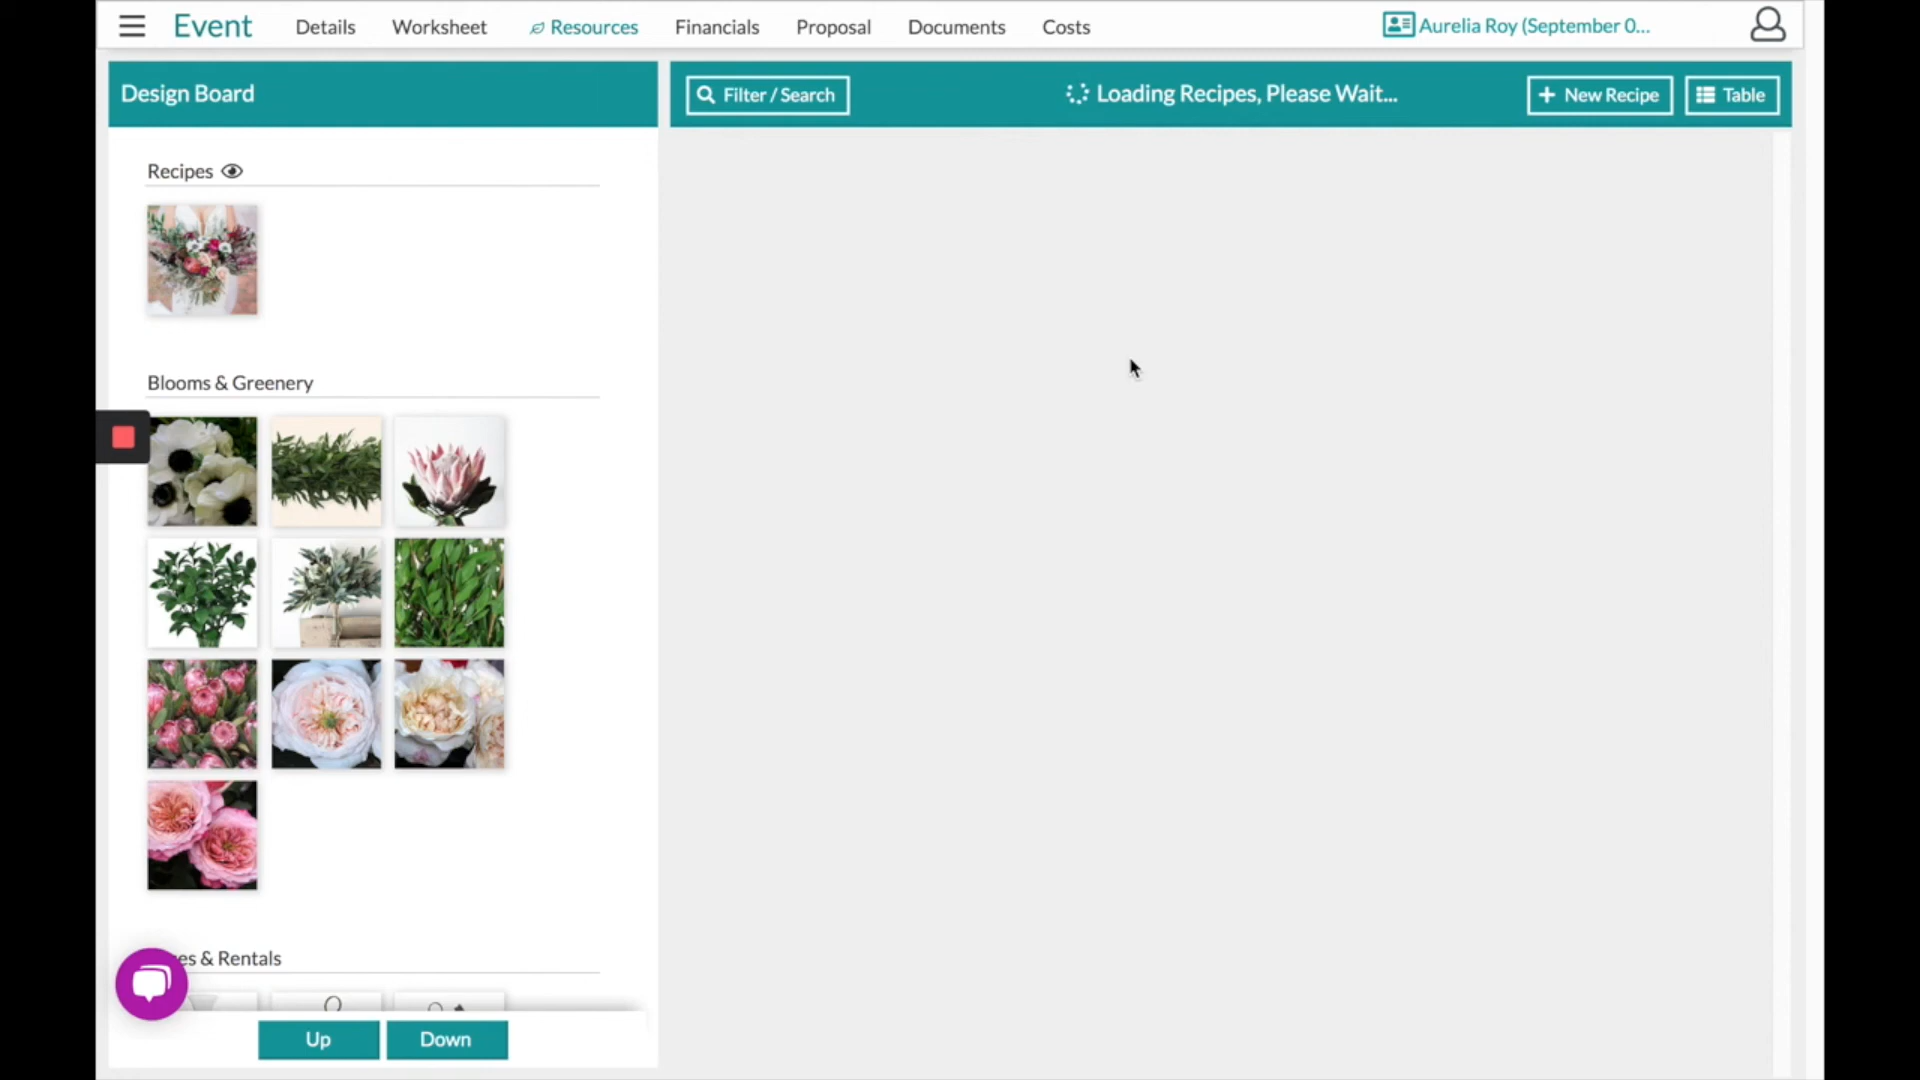 Event Details Worksheet Resources Financials Proposal Documents Costs Aurelia Roy (September 0...
Design Board
Filter / Search Loading Recipes, Please Wait... + New Recipe Table
Recipes
Blooms & Greenery
es & Rentals
Up Down